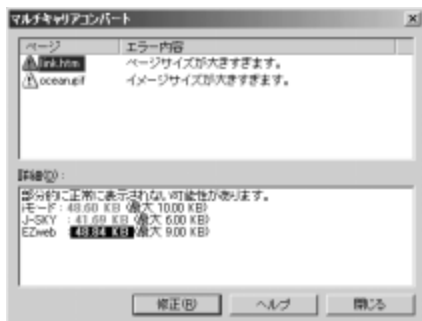 マルチキャリアコンバート
ページ エラー内容
link.htm ページサイズが大きすぎます。
ocean.gif イメージサイズが大きすぎます。
詳細(D):
部分的に正常に表示されない可能性があります。
iモード : 48.60 KB (最大 10.00 KB)
J-SKY : 41.69 KB (最大 6.00 KB)
EZweb : 48.84 KB (最大 9.00 KB)
修正(R) ヘルプ 閉じる